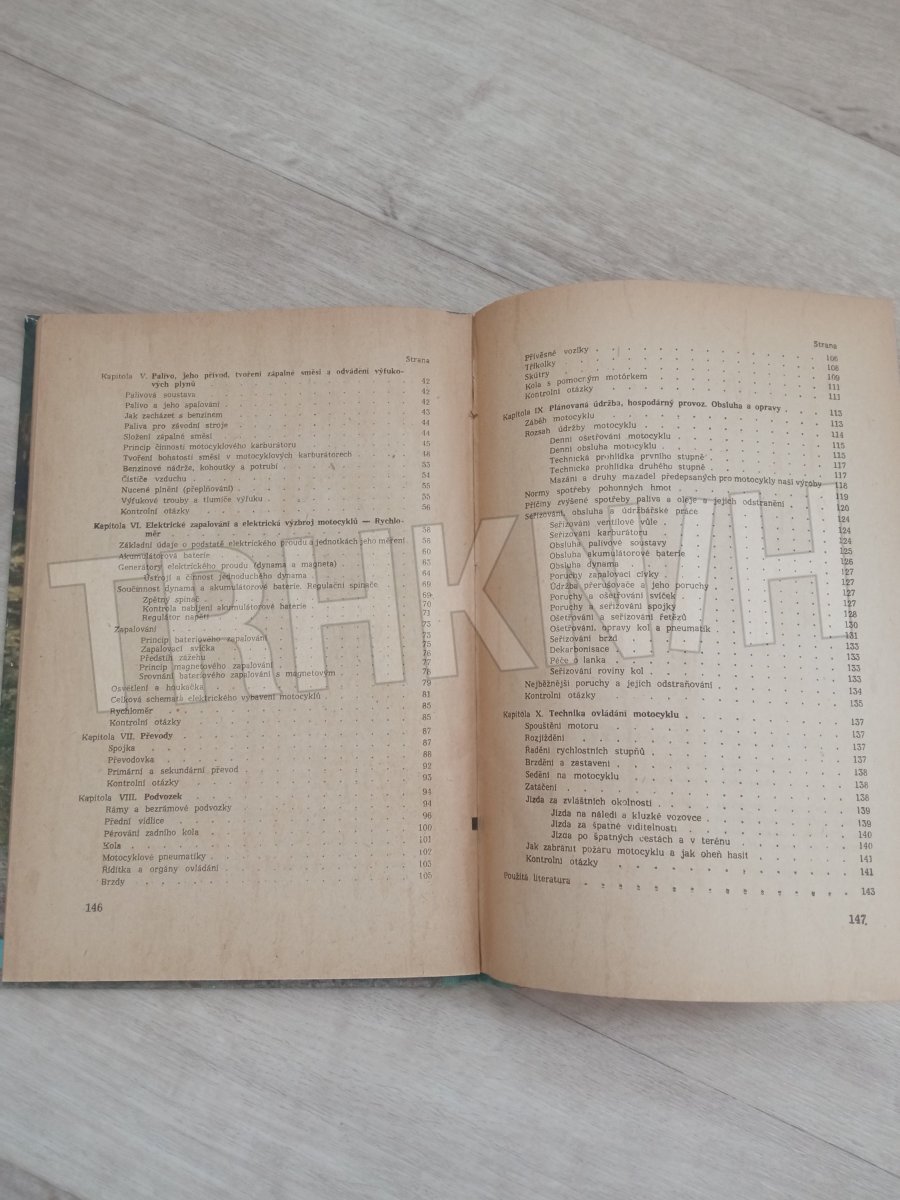 Strana
Kapitola V. Palivo, jeho přívod, tvoření zápalné směsi a odvádění výfuko-
vých plynů 42
Palivová soustava 42
Palivo a jeho spalování 42
Jak zacházet s benzinem 43
Paliva pro závodní stroje 44
Složení zápalné směsi 44
Princip činnosti motocyklového karburátoru 45
Tvoření bohatosti směsi v motocyklových karburátorech 48
Benzinové nádrže, kohoutky a potrubí 53
Čističe vzduchu 54
Nucené plnění (přeplňování) 55
Výfukové trouby a tlumiče výfuku 55
Kontrolní otázky 56
Kapitola VI. Elektrické zapalování a elektrická výzbroj motocyklů — Rychlo-
měr 58
Základní údaje o podstatě elektrického proudu a jednotkách jeho měření 58
Akumulátorová baterie 60
Generátory elektrického proudu (dynama a magneta) 63
Ústrojí a činnost jednoduchého dynama 64
Součinnost dynama a akumulátorové baterie. Regulační spínače 69
Zpětný spínač 69
Kontrola nabíjení akumulátorové baterie 70
Regulátor napětí 71
Zapalování 73
Princip bateriového zapalování 73
Zapalovací svíčka 75
Předstih zážehu 76
Princip magnetového zapalování 77
Srovnání bateriového zapalování s magnetovým 78
Osvětlení a houkačka 79
Celková schemata elektrického vybavení motocyklů 81
Rychloměr 85
Kontrolní otázky 85
Kapitola VII. Převody 87
Spojka 87
Převodovka 88
Primární a sekundární převod 92
Kontrolní otázky 93
Kapitola VIII. Podvozek 94
Rámy a bezrámové podvozky 94
Přední vidlice 96
Pérování zadního kola 100
Kola 101
Motocyklové pneumatiky 102
Řídítka a orgány ovládání 103
Brzdy 105
146
Strana
Přívěsné vozíky 106
Tříkolky 108
Skútry 109
Kola s pomocným motorkem 111
Kontrolní otázky 111
Kapitola IX. Plánovaná údržba, hospodárný provoz. Obsluha a opravy 113
Záběh motocyklu 113
Rozsah údržby motocyklu 114
Denní ošetřování motocyklu 115
Denní obsluha motocyklu 115
Technická prohlídka prvního stupně 117
Technická prohlídka druhého stupně 117
Mazání a druhy mazadel předepsaných pro motocykly naší výroby 118
Normy spotřeby pohonných hmot 119
Příčiny zvýšené spotřeby paliva a oleje a jejich odstranění 120
Seřizování, obsluha a údržbářské práce 124
Seřizování ventilové vůle 124
Seřizování karburátoru 124
Obsluha palivové soustavy 124
Obsluha akumulátorové baterie 125
Obsluha dynama 126
Poruchy zapalovací cívky 127
Údržba přerušovače a jeho poruchy 127
Poruchy a ošetřování svíček 127
Poruchy a seřizování spojky 127
Ošetřování a seřizování řetězů 128
Ošetřování, opravy kol a pneumatik 130
Seřizování brzd 131
Dekarbonisace 133
Péče o lanka 133
Seřizování roviny kol 133
Nejběžnější poruchy a jejich odstraňování 134
Kontrolní otázky 135
Kapitola X. Technika ovládání motocyklu 137
Spouštění motoru 137
Rozjíždění 137
Řadění rychlostních stupňů 137
Brzdění a zastavení 138
Sedění na motocyklu 138
Zatáčení 138
Jízda za zvláštních okolností 139
Jízda na náledí a kluzké vozovce 139
Jízda za špatné viditelnosti 140
Jízda po špatných cestách a v terénu 140
Jak zabránit požáru motocyklu a jak oheň hasit 141
Kontrolní otázky 141
Použitá literatura 143
147
TRHKNIH